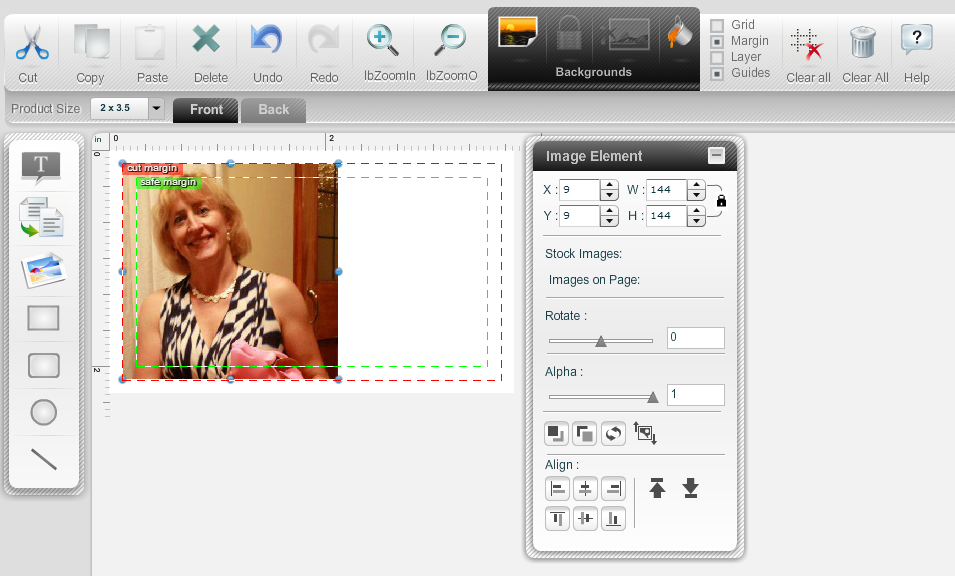 Cut
Copy
Paste
Delete
Undo
Redo
lbZoomIn
lbZoomO
Backgrounds
Grid
Margin
Layer
Guides
Clear all
Clear All
Help
?
Product Size
2 x 3.5
Front
Back
T
in
0
2
0
2
cut margin
safe margin
Image Element
X : 9
W : 144
Y : 9
H : 144
Stock Images:
Images on Page:
Rotate :
0
Alpha :
1
Align :